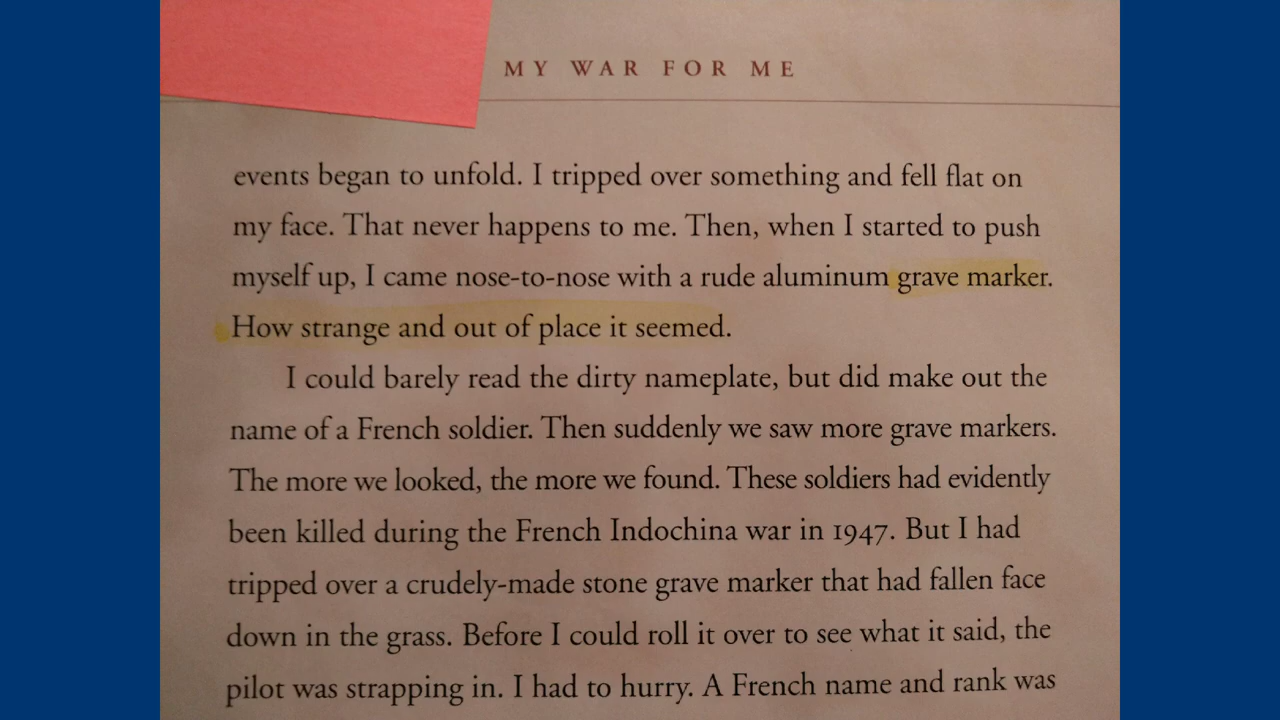 MY WAR FOR ME
events began to unfold. I tripped over something and fell flat on
my face. That never happens to me. Then, when I started to push
myself up, I came nose-to-nose with a rude aluminum grave marker.
How strange and out of place it seemed.
I could barely read the dirty nameplate, but did make out the
name of a French soldier. Then suddenly we saw more grave markers.
The more we looked, the more we found. These soldiers had evidently
been killed during the French Indochina war in 1947. But I had
tripped over a crudely-made stone grave marker that had fallen face
down in the grass. Before I could roll it over to see what it said, the
pilot was strapping in. I had to hurry. A French name and rank was